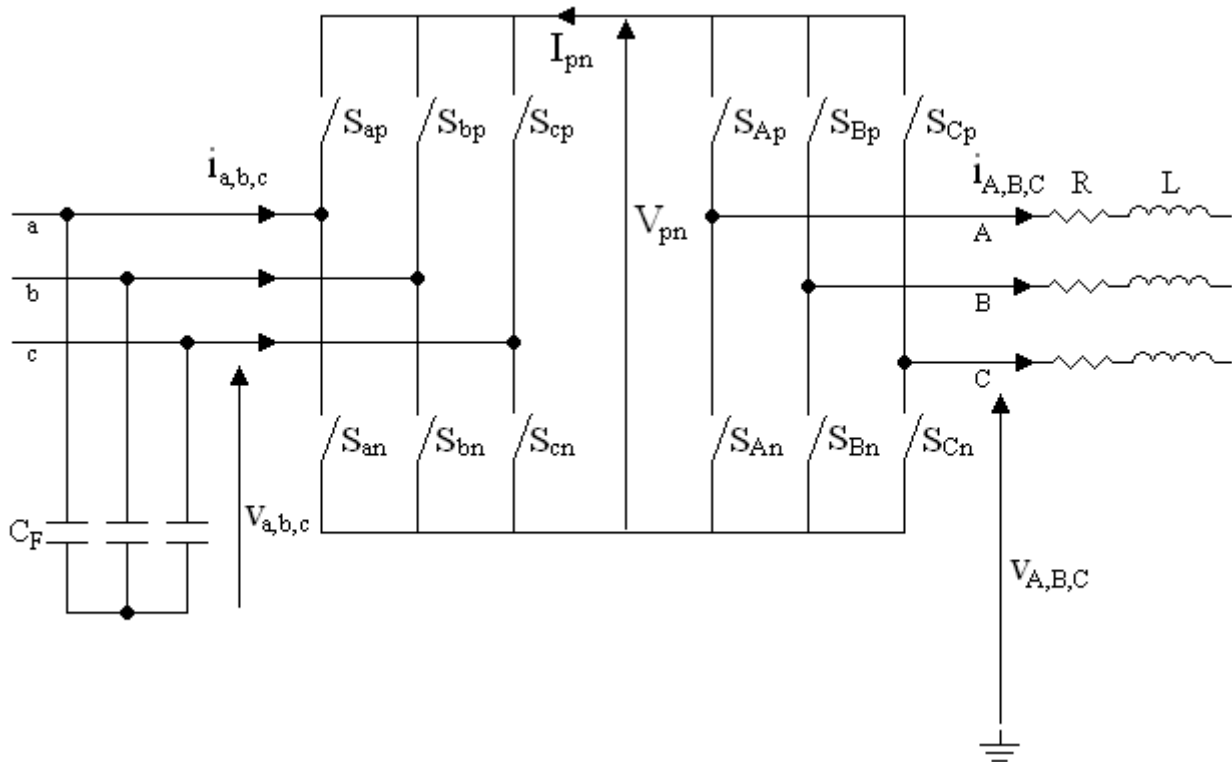 I_pn
S_ap S_bp S_cp S_Ap S_Bp S_Cp
i_a,b,c i_A,B,C R L
a V_pn A
b B
c C
S_an S_bn S_cn S_An S_Bn S_Cn
C_F v_a,b,c
v_A,B,C